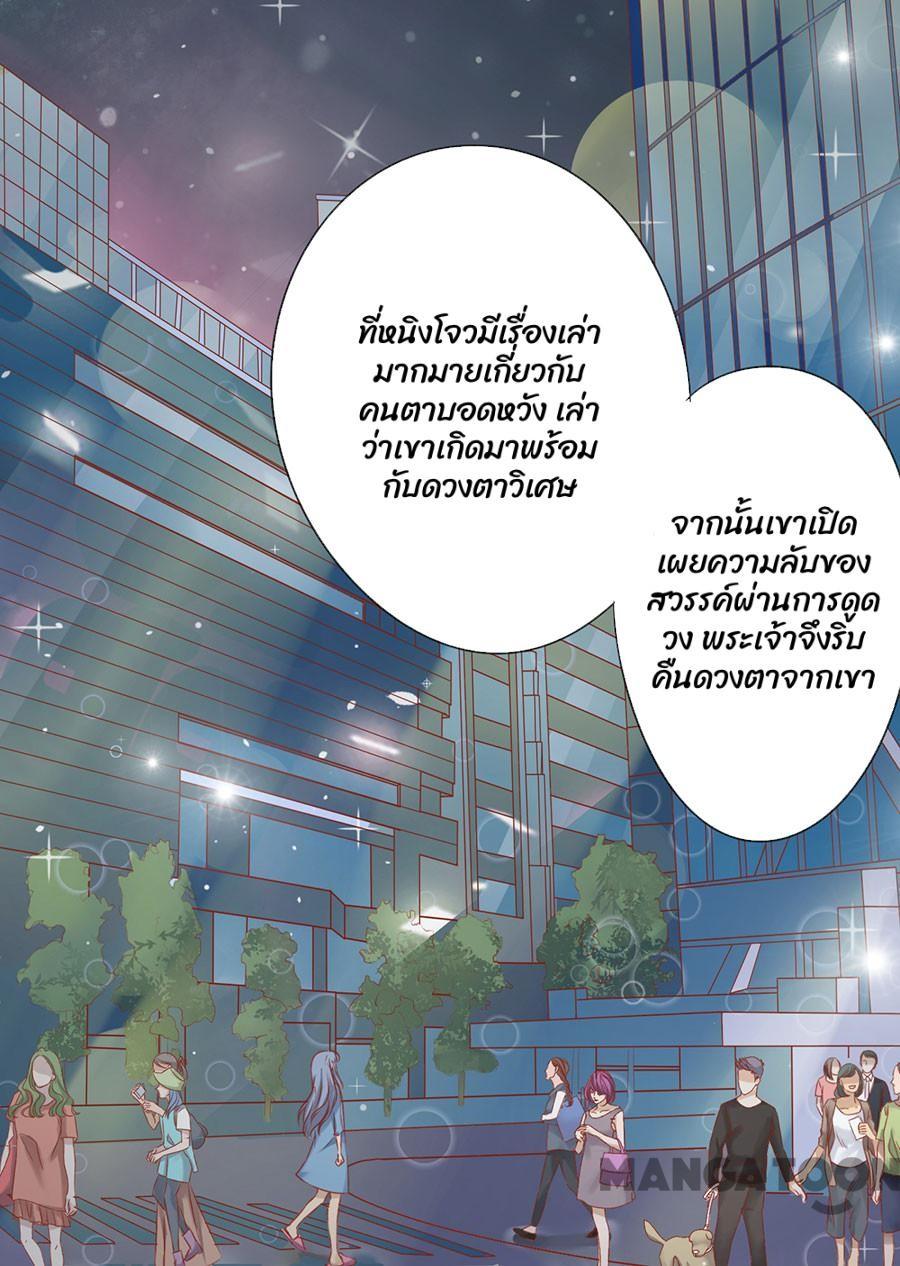 ที่หนิงโจวมีเรื่องเล่า
มากมายเกี่ยวกับ
คนตาบอดหวัง เล่า
ว่าเขาเกิดมาพร้อม
กับดวงตาวิเศษ
จากนั้นเขาเปิด
เผยความลับของ
สวรรค์ผ่านการดูด
วง พระเจ้าจึงริบ
คืนดวงตาจากเขา
MANGATOON